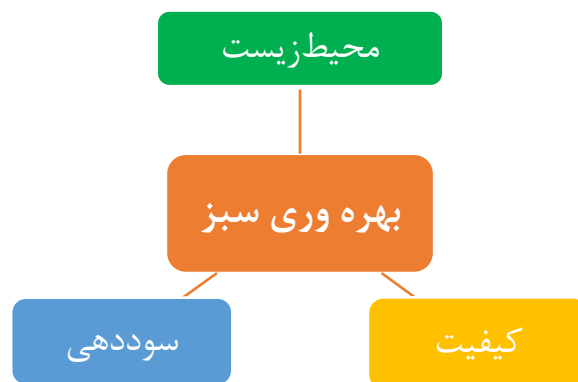 محیط‌زیست
بهره وری سبز
کیفیت
سوددهی